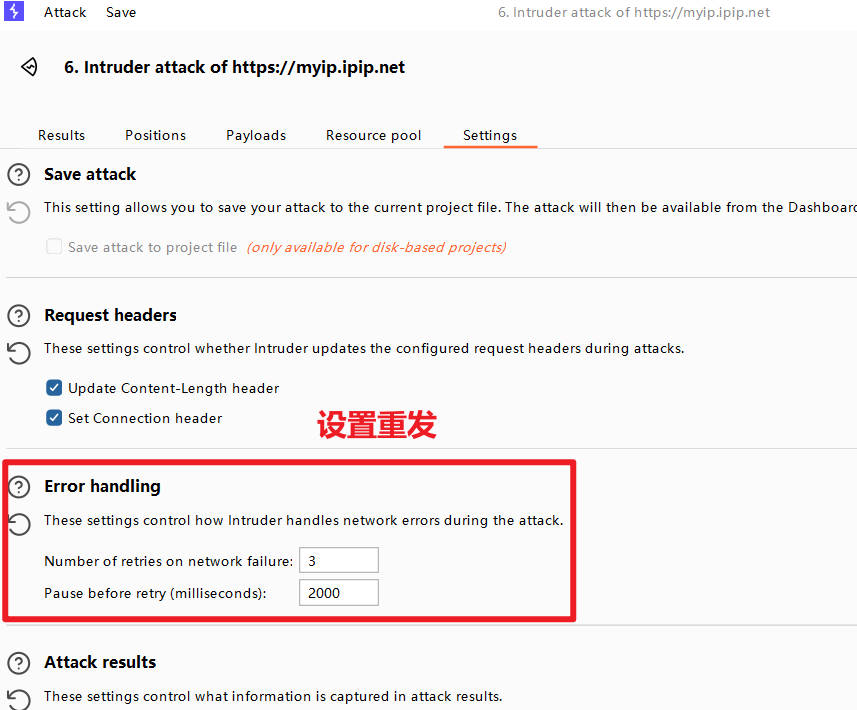 Attack Save 6. Intruder attack of https://myip.ipip.net
6. Intruder attack of https://myip.ipip.net
Results Positions Payloads Resource pool Settings
Save attack
This setting allows you to save your attack to the current project file. The attack will then be available from the Dashboard
Save attack to project file (only available for disk-based projects)
Request headers
These settings control whether Intruder updates the configured request headers during attacks.
Update Content-Length header
Set Connection header
设置重发
Error handling
These settings control how Intruder handles network errors during the attack.
Number of retries on network failure: 3
Pause before retry (milliseconds): 2000
Attack results
These settings control what information is captured in attack results.